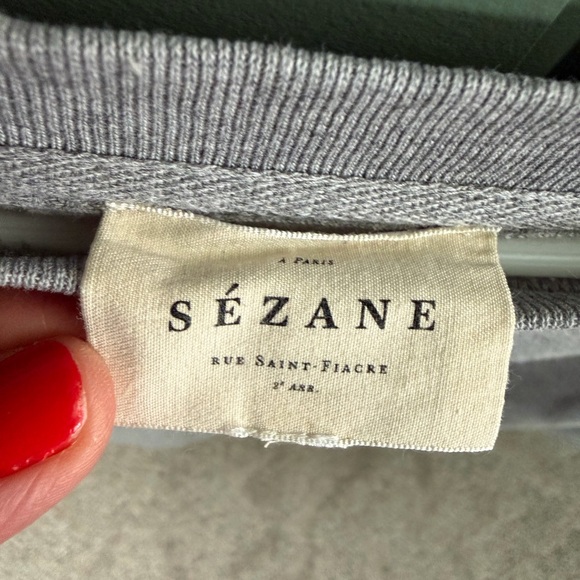 A PARIS
SÉZANE
RUE SAINT-FIACRE
2E ARR.